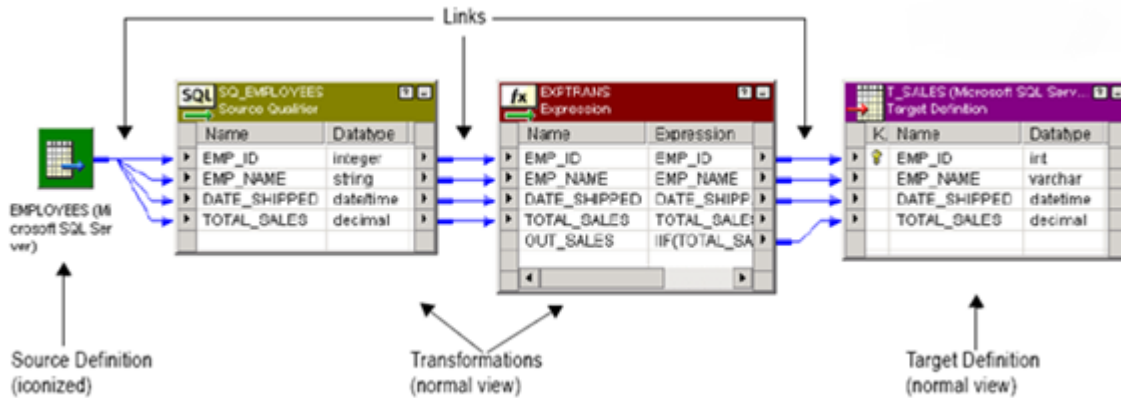 Links
SQL SQ_EMPLOYEES
Source Qualifier
Name Datatype
EMP_ID integer
EMP_NAME string
DATE_SHIPPED date/time
TOTAL_SALES decimal
fx EXPTRANS
Expression
Name Expression
EMP_ID EMP_ID
EMP_NAME EMP_NAME
DATE_SHIPPED DATE_SHIPP
TOTAL_SALES TOTAL_SALE
OUT_SALES IIF(TOTAL_SA
T_SALES (Microsoft SQL Serv...
Target Definition
K. Name Datatype
EMP_ID int
EMP_NAME varchar
DATE_SHIPPED datetime
TOTAL_SALES decimal
EMPLOYEES (Mi
crosoft SQL Ser
ver)
Source Definition
(iconized)
Transformations
(normal view)
Target Definition
(normal view)